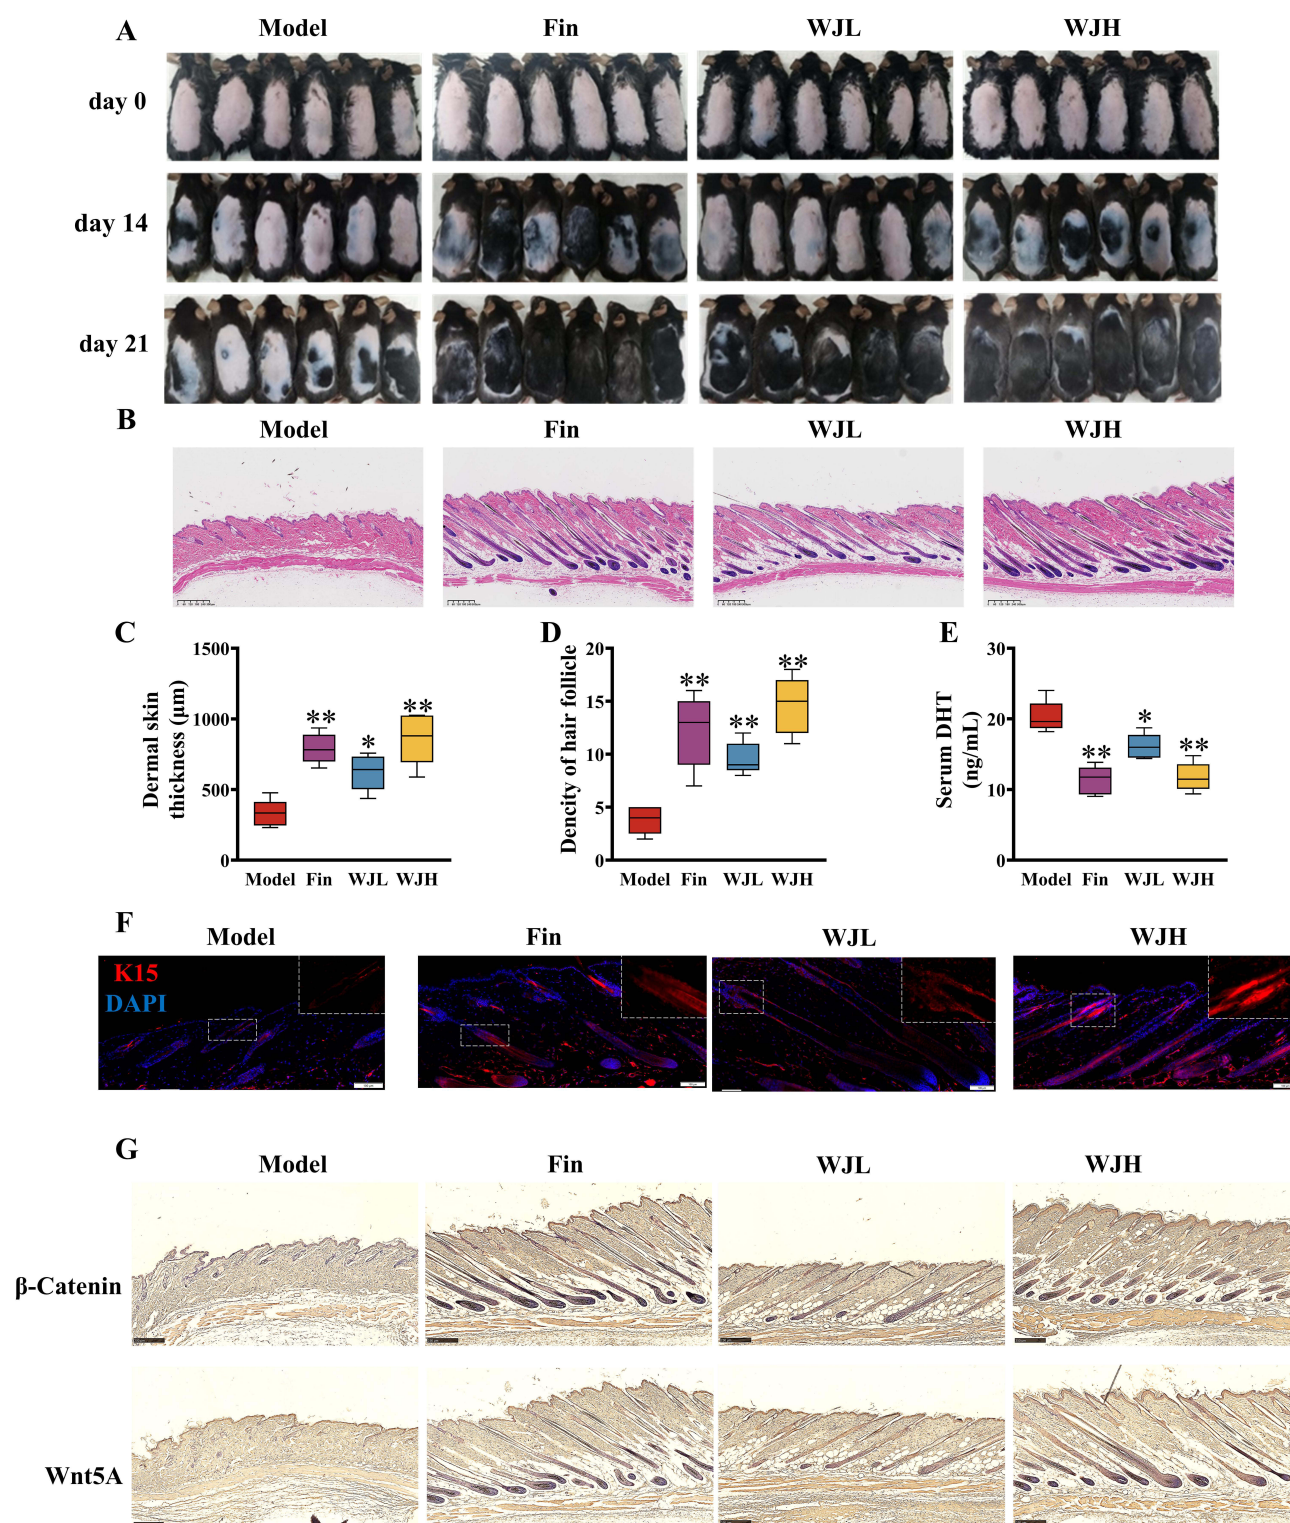 A
Model Fin WJL WJH
day 0
day 14
day 21
B
Model Fin WJL WJH
C
Dermal skin
thickness (μm)
1500
1000
500
0
**
*
**
Model Fin WJL WJH
D
Dencity of hair follicle
20
15
10
5
0
**
**
**
Model Fin WJL WJH
E
Serum DHT
(ng/mL)
30
20
10
0
**
*
**
Model Fin WJL WJH
F
Model Fin WJL WJH
K15
DAPI
G
Model Fin WJL WJH
β-Catenin
Wnt5A